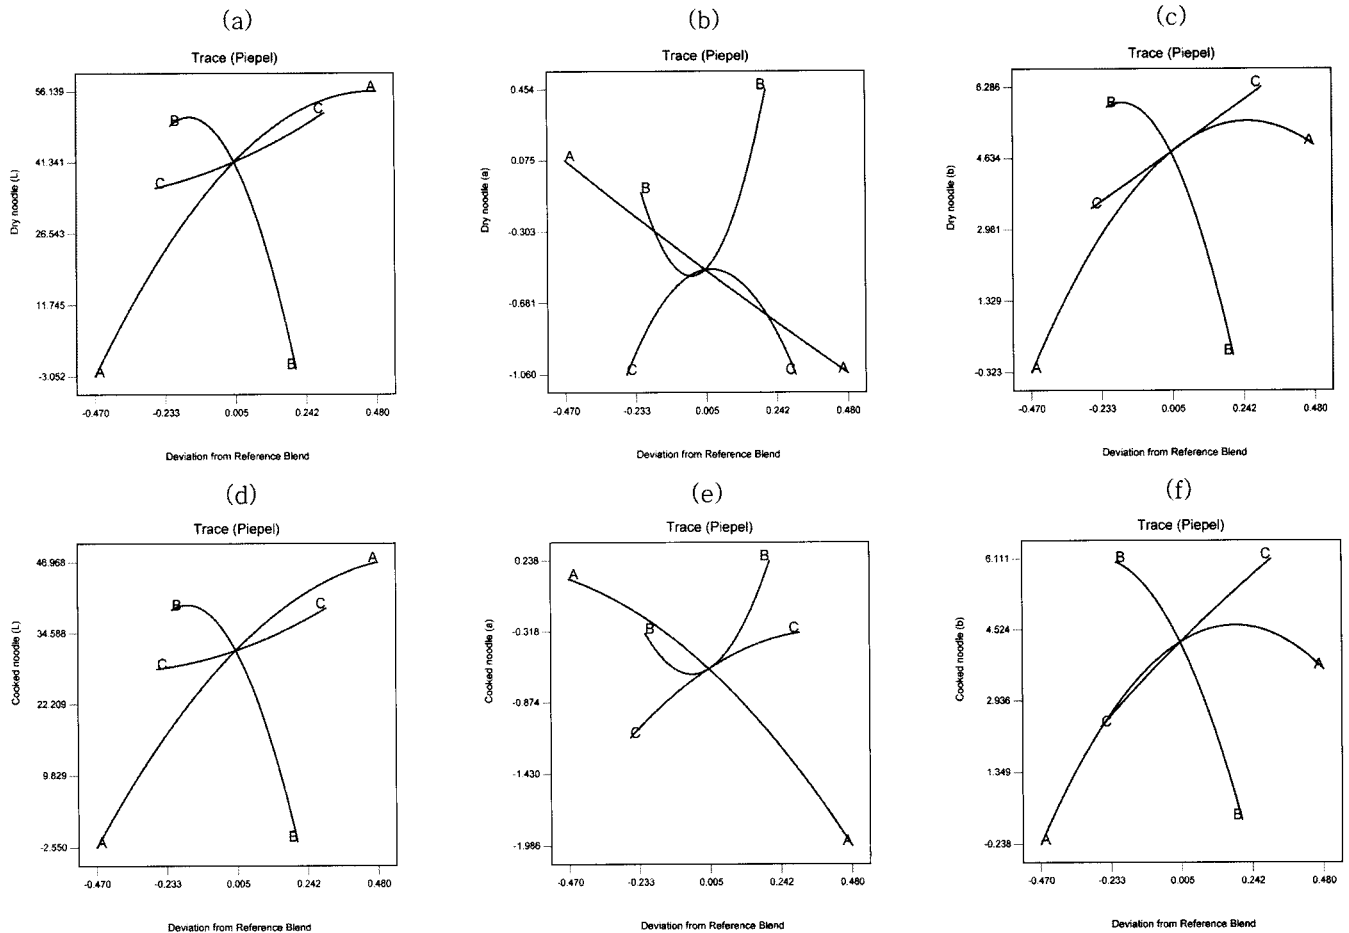 (a)
Trace (Piepel)
56.139
41.341
26.543
11.745
-3.052
Dry noodle (L)
A
C
B
C
B
A
-0.470
-0.233
0.005
0.242
0.480
Deviation from Reference Blend
(b)
Trace (Piepel)
0.454
0.075
-0.303
-0.681
-1.060
Dry noodle (a)
B
A
B
C
C
A
-0.470
-0.233
0.005
0.242
0.480
Deviation from Reference Blend
(c)
Trace (Piepel)
6.286
4.634
2.981
1.329
-0.323
Dry noodle (b)
C
B
A
C
B
A
-0.470
-0.233
0.005
0.242
0.480
Deviation from Reference Blend
(d)
Trace (Piepel)
46.968
34.588
22.209
9.829
-2.550
Cooked noodle (L)
A
B
C
C
B
A
-0.470
-0.233
0.005
0.242
0.480
Deviation from Reference Blend
(e)
Trace (Piepel)
0.238
-0.318
-0.874
-1.430
-1.986
Cooked noodle (a)
B
A
B
C
C
A
-0.470
-0.233
0.005
0.242
0.480
Deviation from Reference Blend
(f)
Trace (Piepel)
6.111
4.524
2.936
1.349
-0.238
Cooked noodle (b)
B
C
A
C
B
A
-0.470
-0.233
0.005
0.242
0.480
Deviation from Reference Blend